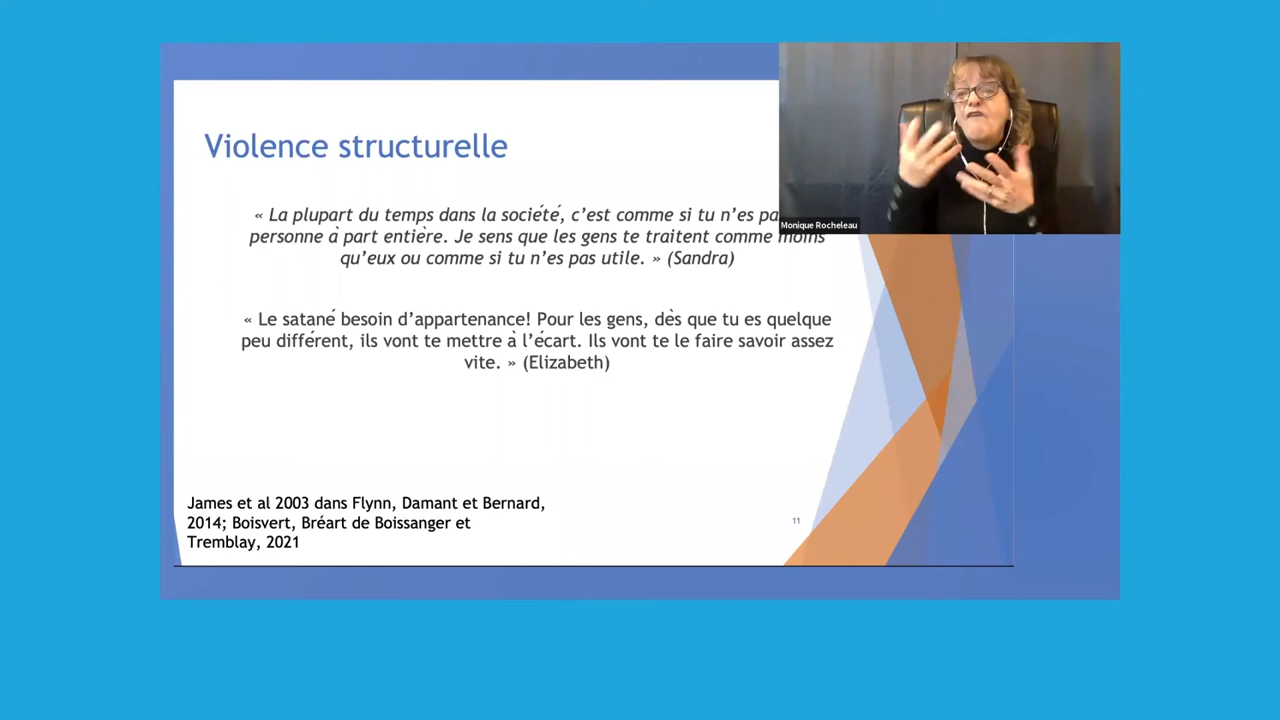 Violence structurelle
« La plupart du temps dans la société, c’est comme si tu n’es
personne à part entière. Je sens que les gens te traitent comme moins
qu’eux ou comme si tu n’es pas utile. » (Sandra)
« Le satané besoin d’appartenance! Pour les gens, dès que tu es quelque
peu différent, ils vont te mettre à l’écart. Ils vont te le faire savoir assez
vite. » (Elizabeth)
James et al 2003 dans Flynn, Damant et Bernard,
2014; Boisvert, Bréart de Boissanger et
Tremblay, 2021
11
Monique Rocheleau